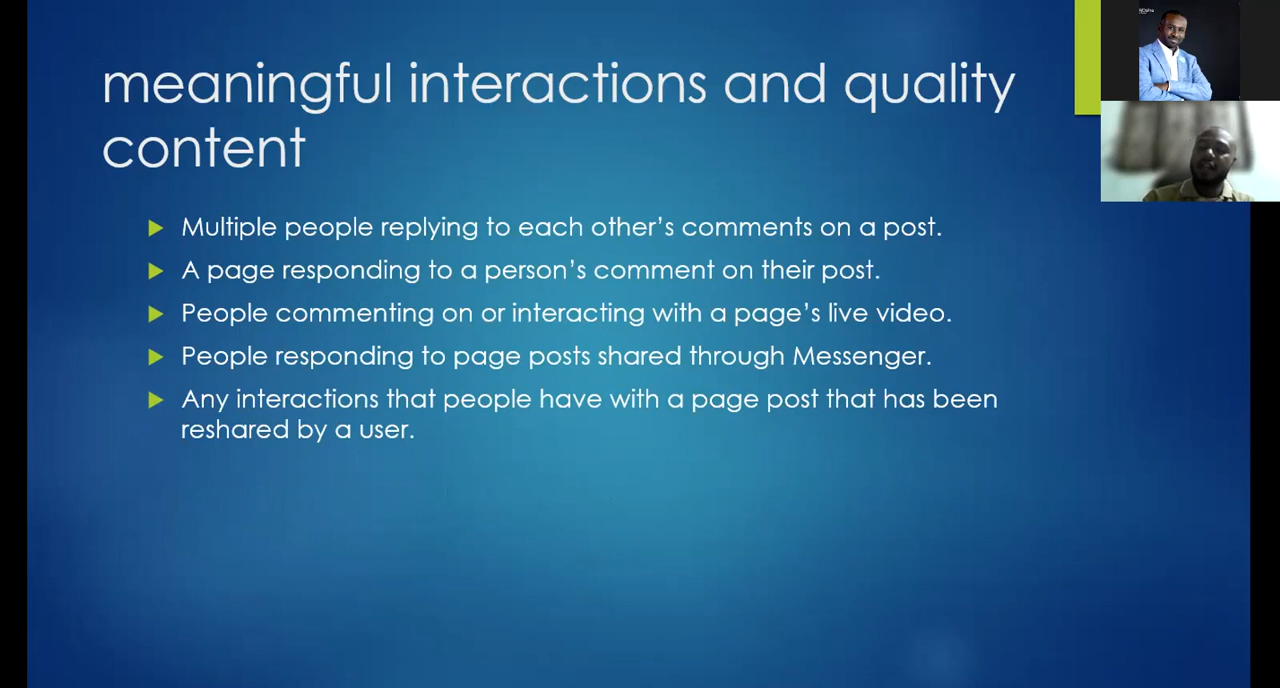 meaningful interactions and quality
content
Multiple people replying to each other's comments on a post.
A page responding to a person's comment on their post.
People commenting on or interacting with a page's live video.
People responding to page posts shared through Messenger.
Any interactions that people have with a page post that has been
reshared by a user.